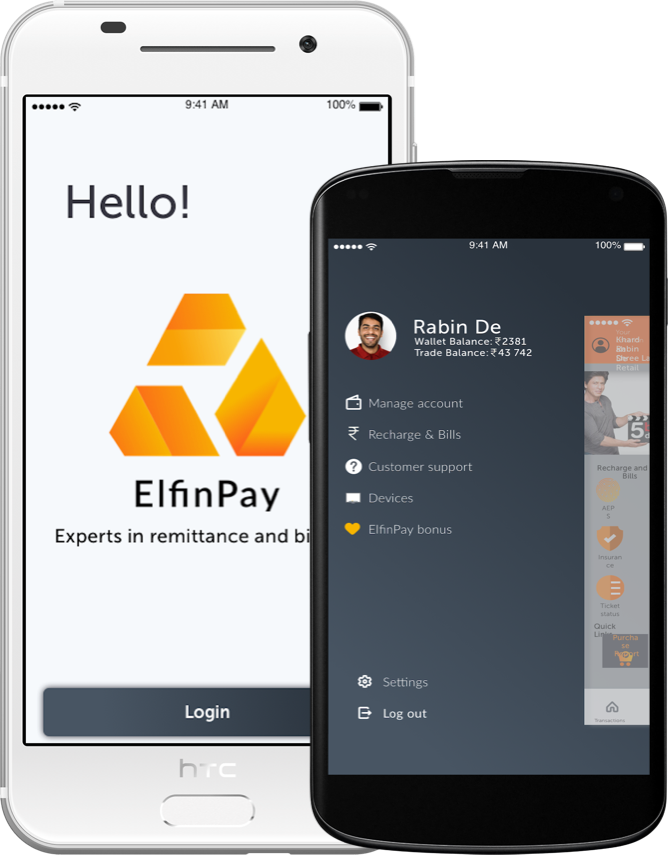 9:41 AM
100%
Hello!
ElfinPay
Experts in remittance and bi
Login
htc
9:41 AM
100%
Rabin De
Wallet Balance: ₹2381
Trade Balance: ₹43 742
Manage account
Recharge & Bills
Customer support
Devices
ElfinPay bonus
Settings
Log out
Khard-
Rabin
Shree La
Retail
5
Recharge and
Bills
AEP
S
Insuran
ce
Ticket
status
Quick
Links
Purcha
se
Report
Transactions